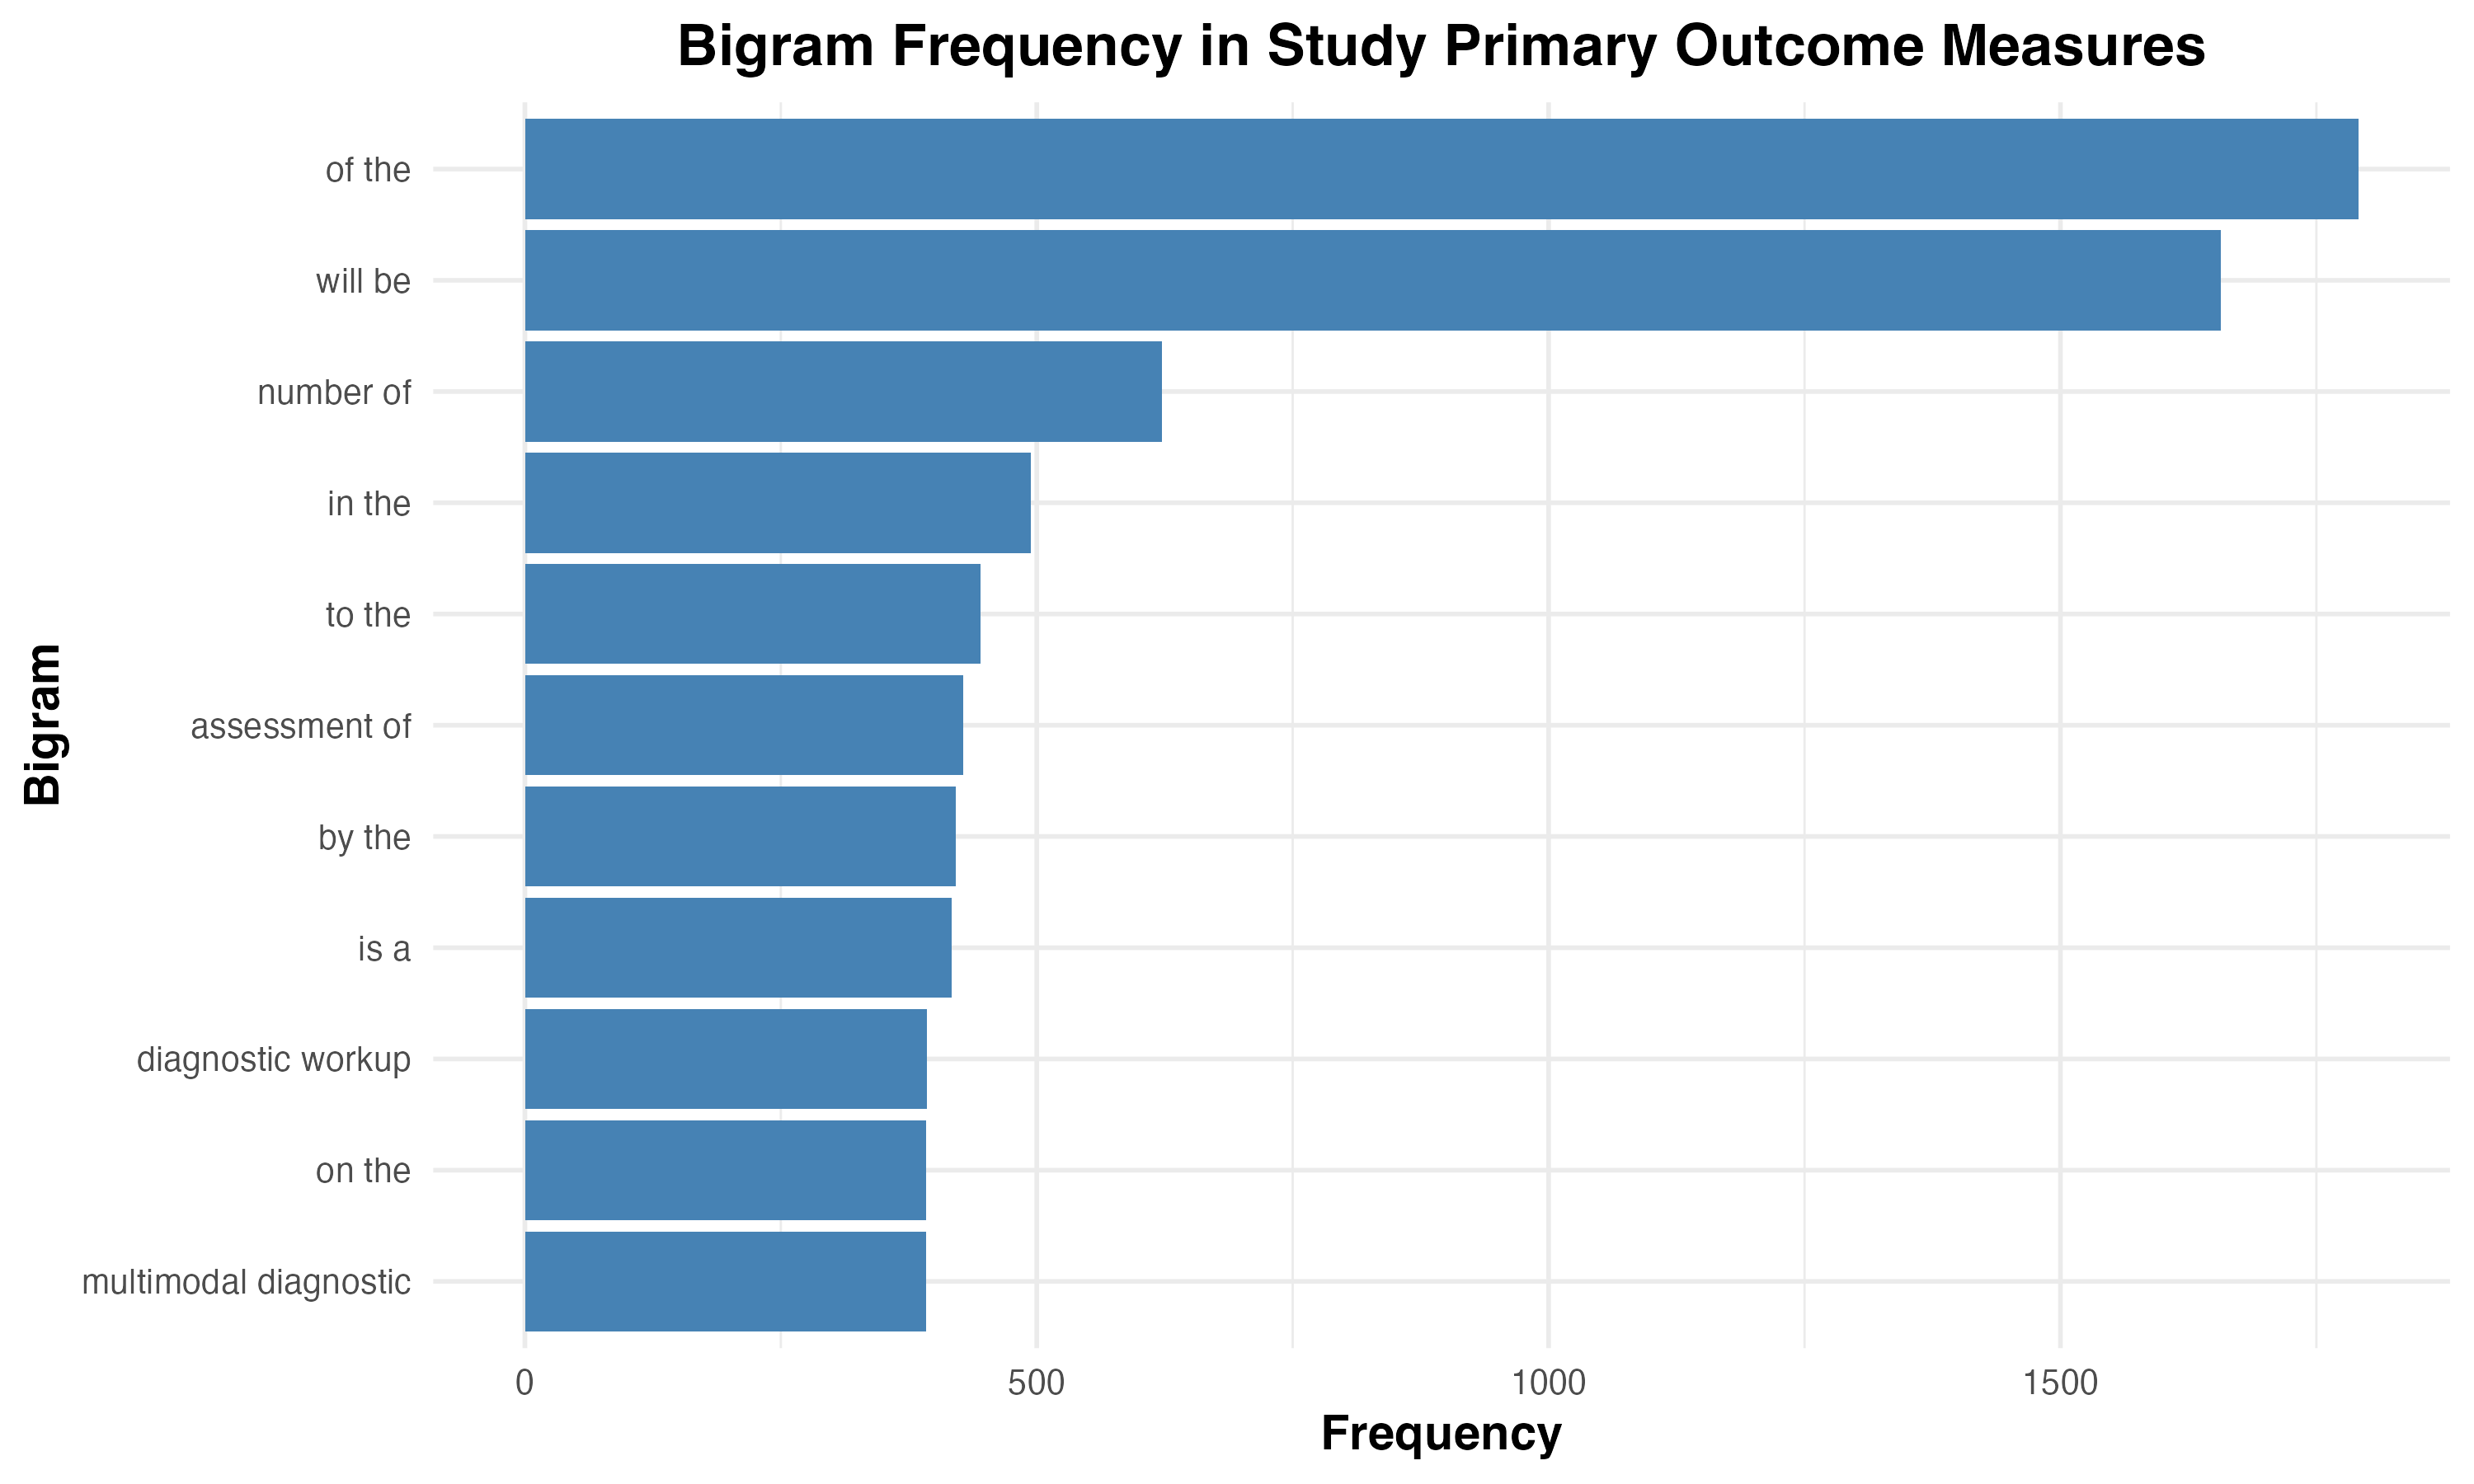 Bigram Frequency in Study Primary Outcome Measures
of the
will be
number of
in the
to the
assessment of
by the
is a
diagnostic workup
on the
multimodal diagnostic
Bigram
0 500 1000 1500
Frequency